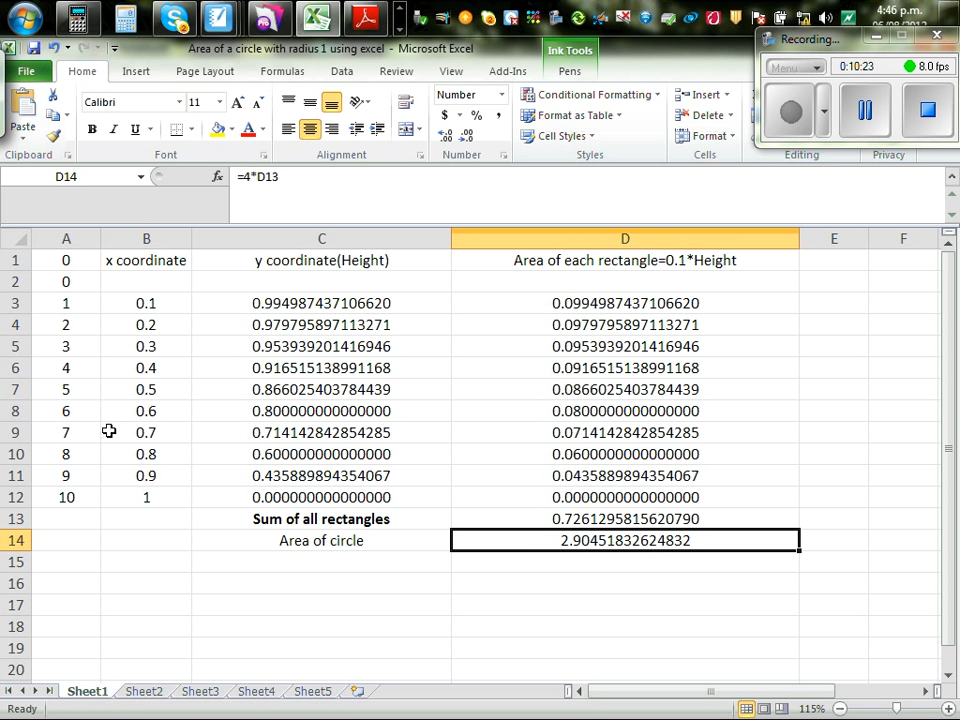 4:46 p.m.
06/08/2012
Area of a circle with radius 1 using excel - Microsoft Excel
Ink Tools
Recording...
File Home Insert Page Layout Formulas Data Review View Add-Ins Pens
Menu 0:10:23 8.0 fps
Paste
Calibri 11
B I U
Number
$ % ,
Conditional Formatting
Format as Table
Cell Styles
Insert
Delete
Format
Clipboard Font Alignment Number Styles Cells Editing Privacy
D14 fx =4*D13
A B C D E F
1 0 x coordinate y coordinate(Height) Area of each rectangle=0.1*Height
2 0
3 1 0.1 0.994987437106620 0.0994987437106620
4 2 0.2 0.979795897113271 0.0979795897113271
5 3 0.3 0.953939201416946 0.0953939201416946
6 4 0.4 0.916515138991168 0.0916515138991168
7 5 0.5 0.866025403784439 0.0866025403784439
8 6 0.6 0.800000000000000 0.0800000000000000
9 7 0.7 0.714142842854285 0.0714142842854285
10 8 0.8 0.600000000000000 0.0600000000000000
11 9 0.9 0.435889894354067 0.0435889894354067
12 10 1 0.000000000000000 0.0000000000000000
13 Sum of all rectangles 0.7261295815620790
14 Area of circle 2.90451832624832
15
16
17
18
19
20
Sheet1 Sheet2 Sheet3 Sheet4 Sheet5
Ready 115%